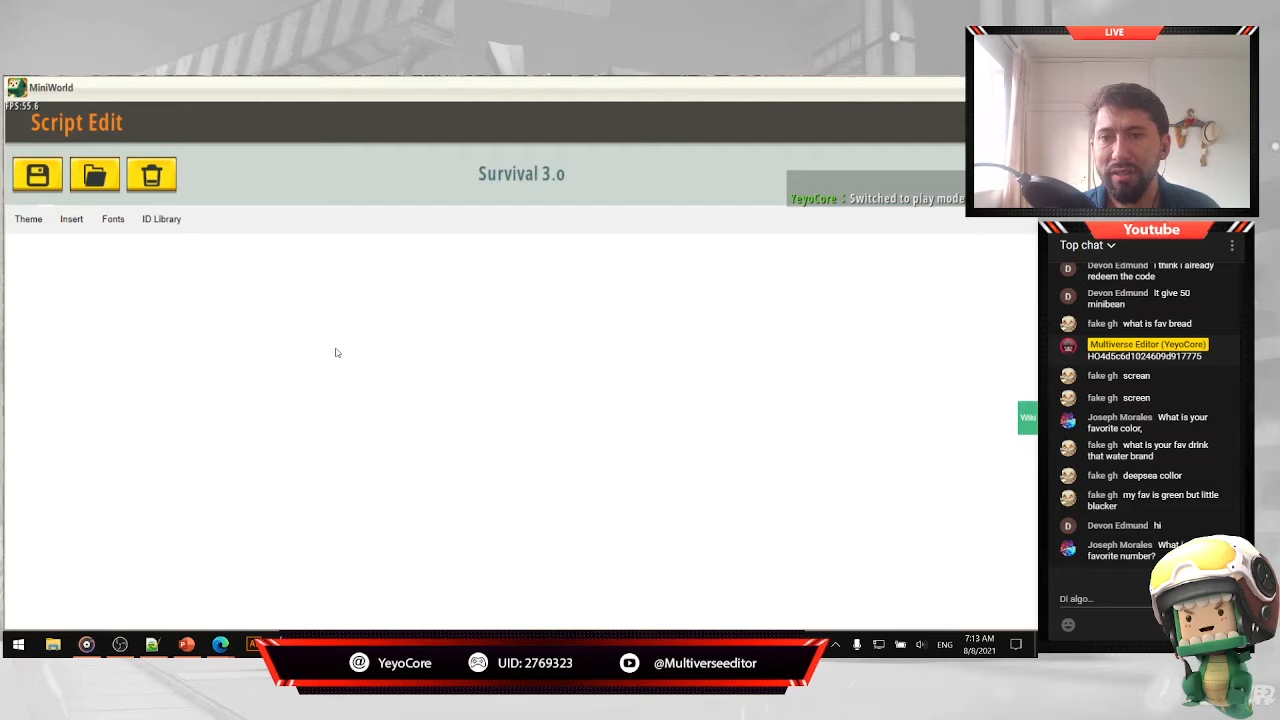 LIVE
MiniWorld
FPS:55.6
Script Edit
Survival 3.o
YeyoCore : Switched to play mode
Theme Insert Fonts ID Library
Wiki
Youtube
Top chat
D Devon Edmund i think i already
redeem the code
D Devon Edmund it give 50
minibean
fake gh what is fav bread
Multiverse Editor (YeyoCore)
HO4d5c6d1024609d917775
fake gh screan
fake gh screen
Joseph Morales What is your
favorite color,
fake gh what is your fav drink
that water brand
fake gh deepsea collor
fake gh my fav is green but little
blacker
D Devon Edmund hi
Joseph Morales What
favorite number?
Di algo...
ENG
7:13 AM
8/8/2021
YeyoCore UID: 2769323 @Multiverseeditor